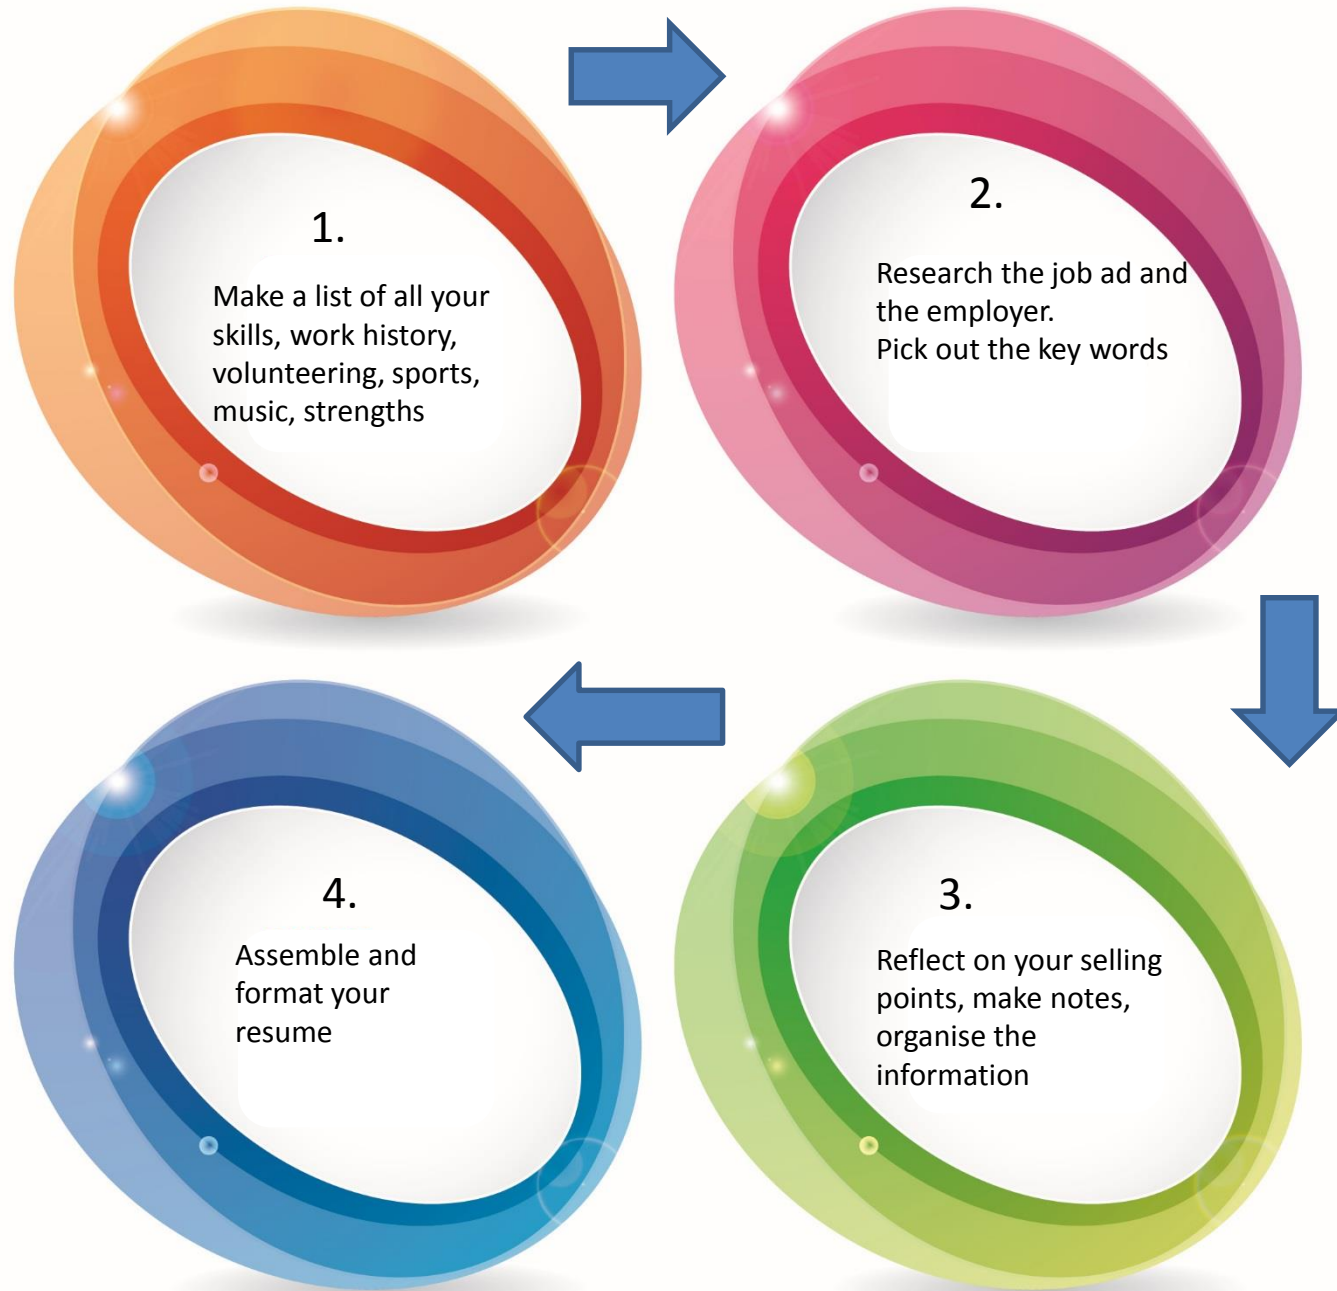 1.
Make a list of all your
skills, work history,
volunteering, sports,
music, strengths
2.
Research the job ad and
the employer.
Pick out the key words
3.
Reflect on your selling
points, make notes,
organise the
information
4.
Assemble and
format your
resume